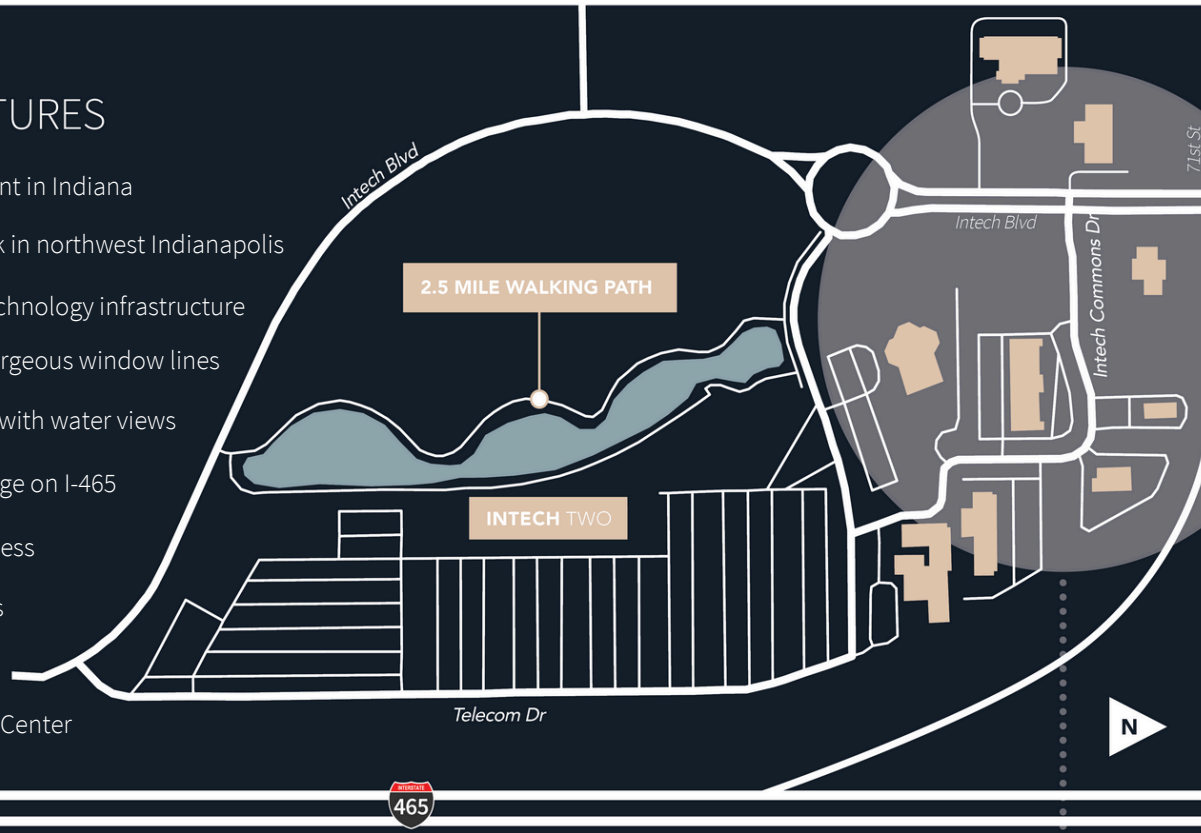 TURES
nt in Indiana
k in northwest Indianapolis
chnology infrastructure
rgeous window lines
with water views
ge on I-465
ess
s
Center
Intech Blvd
2.5 MILE WALKING PATH
INTECH TWO
Telecom Dr
INTERSTATE
465
Intech Blvd
Intech Commons Dr
71st St
N